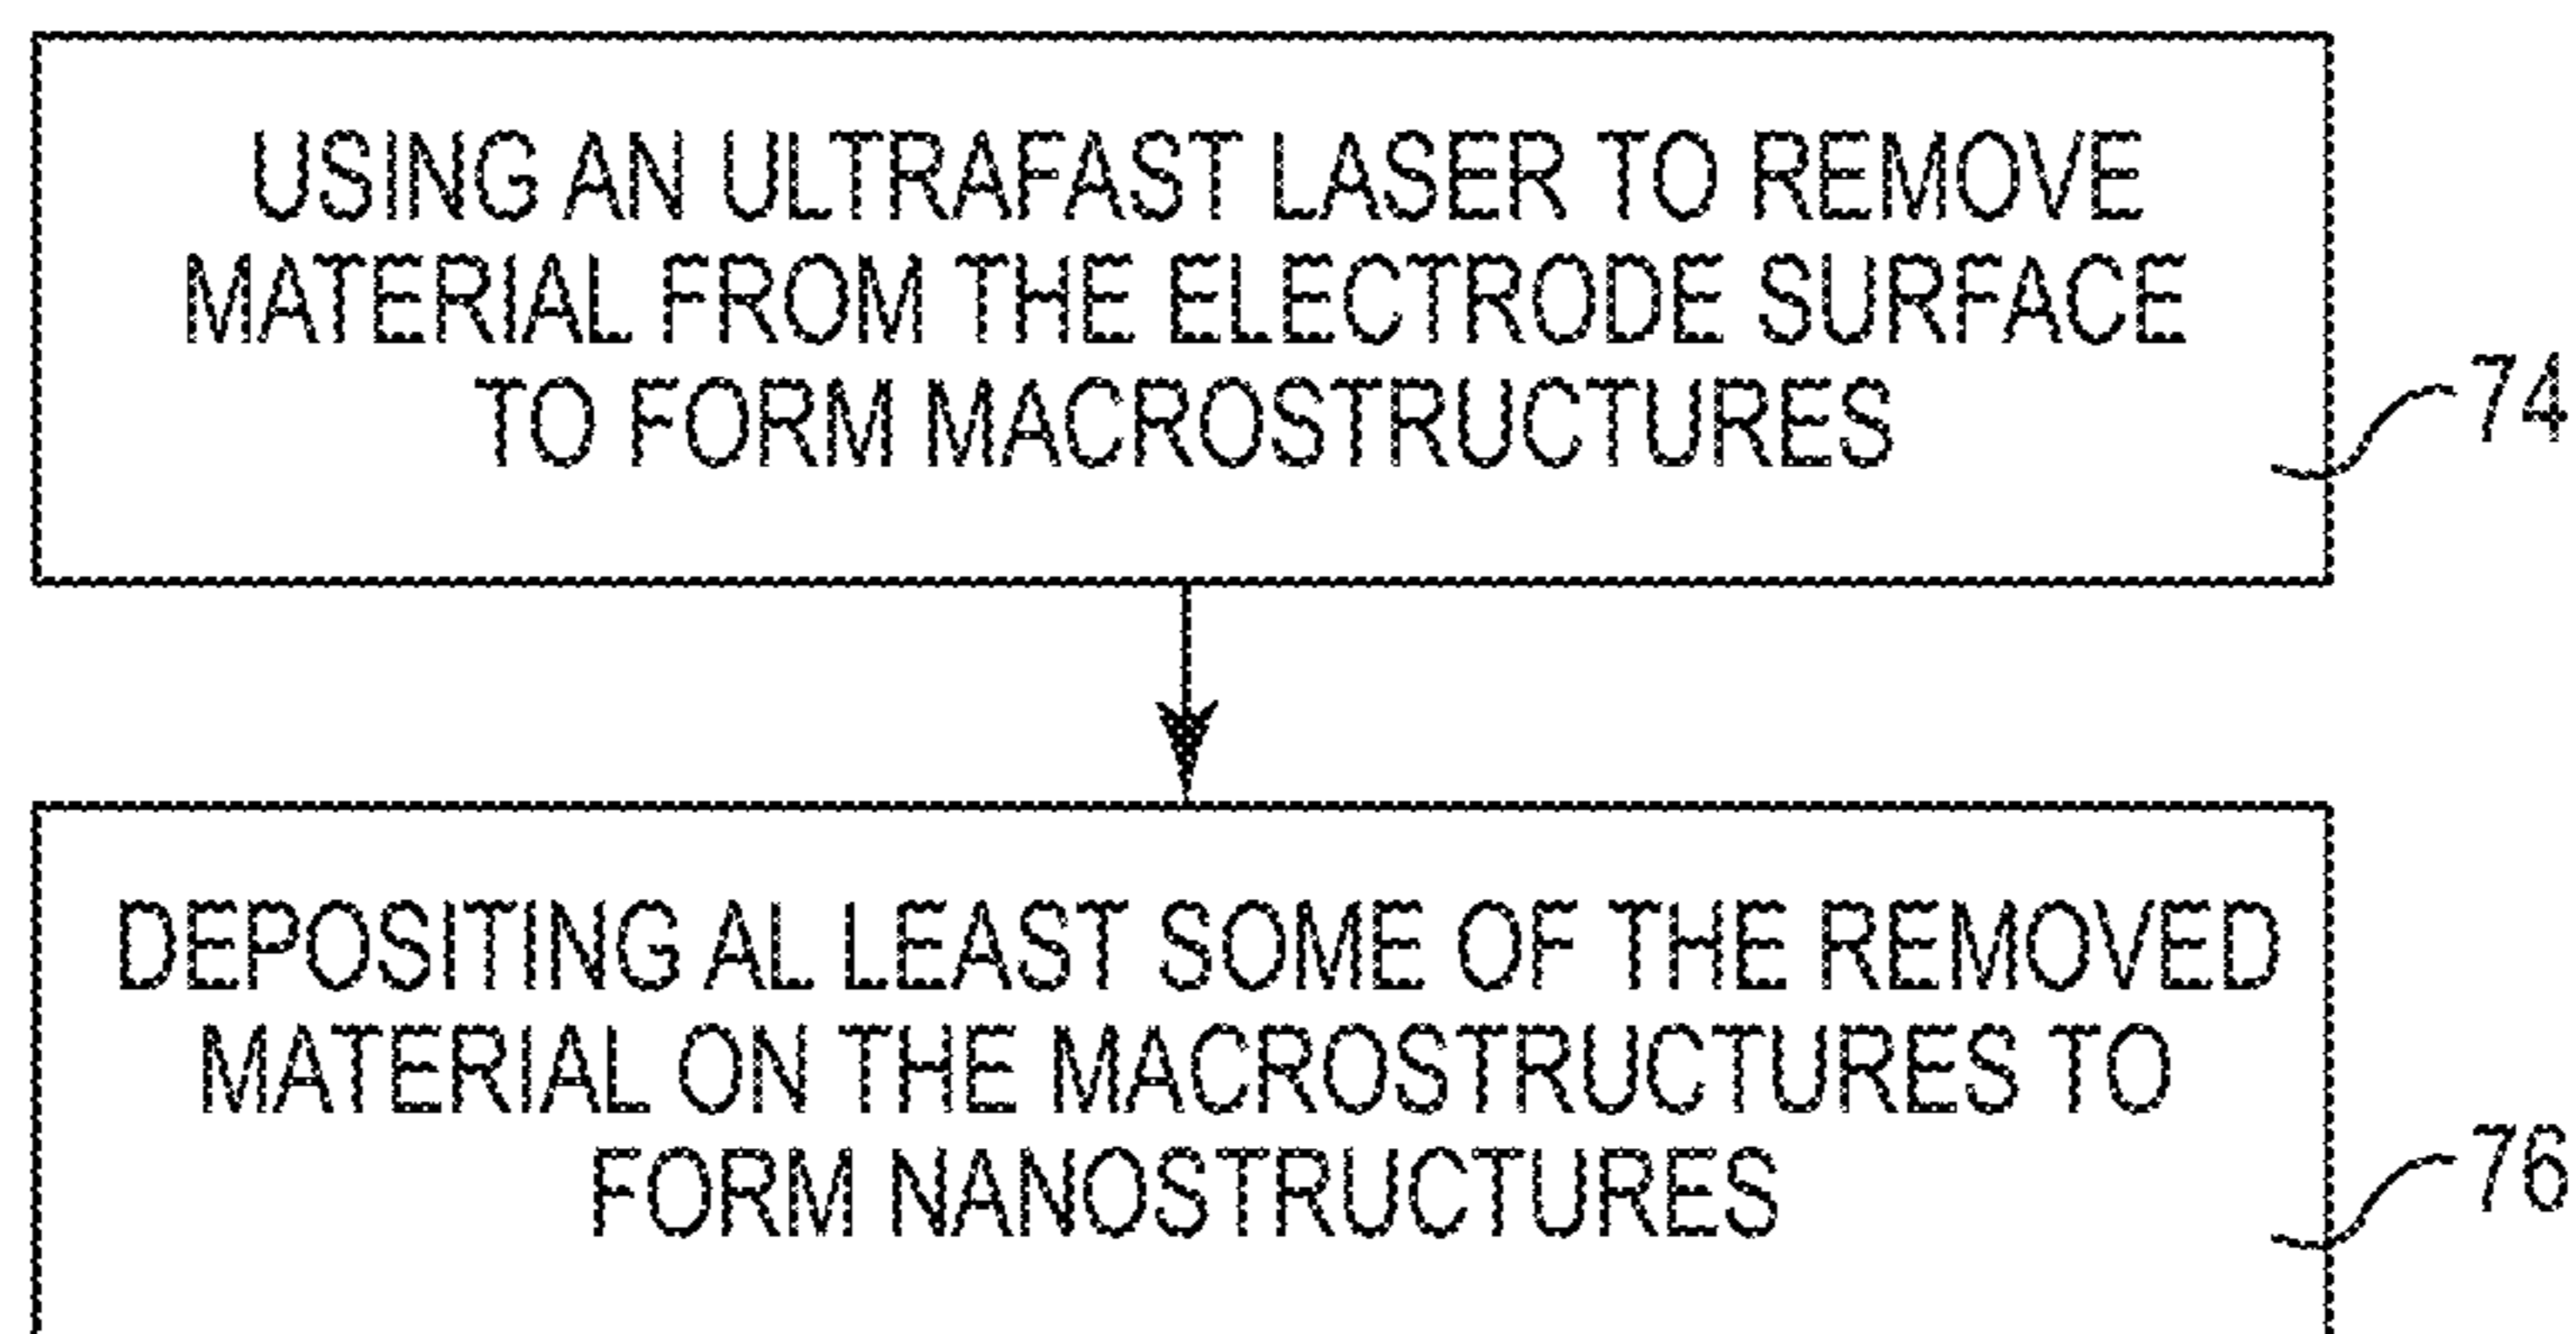 USING AN ULTRAFAST LASER TO REMOVE
MATERIAL FROM THE ELECTRODE SURFACE
TO FORM MACROSTRUCTURES
74
DEPOSITING AL LEAST SOME OF THE REMOVED
MATERIAL ON THE MACROSTRUCTURES TO
FORM NANOSTRUCTURES
76